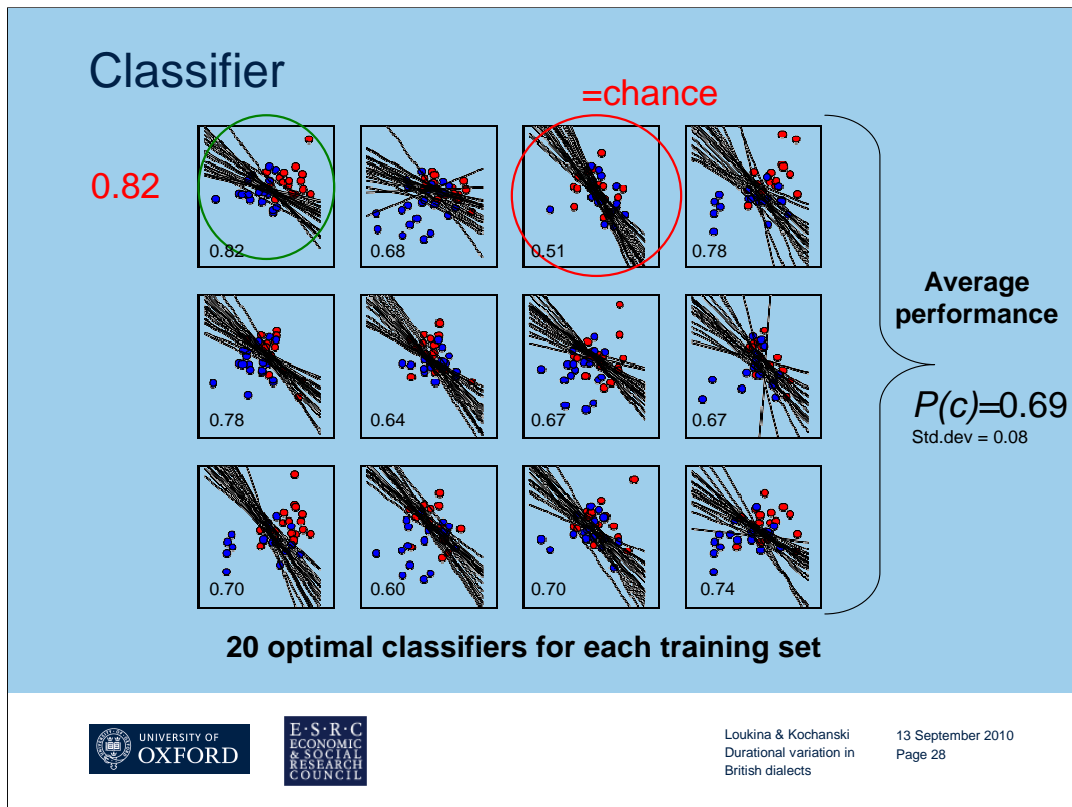 Classifier
=chance
0.82
0.82
0.68
0.51
0.78
0.78
0.64
0.67
0.67
0.70
0.60
0.70
0.74
Average
performance
P(c)=0.69
Std.dev = 0.08
20 optimal classifiers for each training set
UNIVERSITY OF
OXFORD
E·S·R·C
ECONOMIC
& SOCIAL
RESEARCH
COUNCIL
Loukina & Kochanski
Durational variation in
British dialects
13 September 2010
Page 28